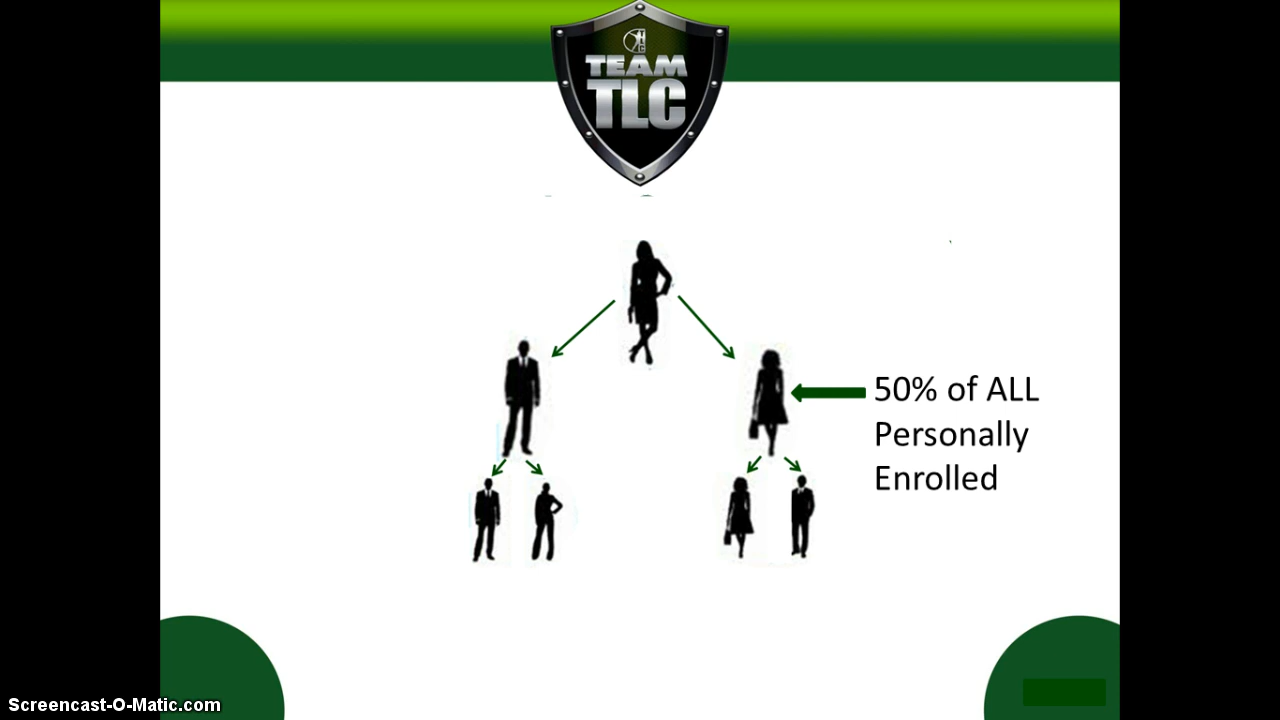 TEAM
TLC
50% of ALL
Personally
Enrolled
Screencast-O-Matic.com